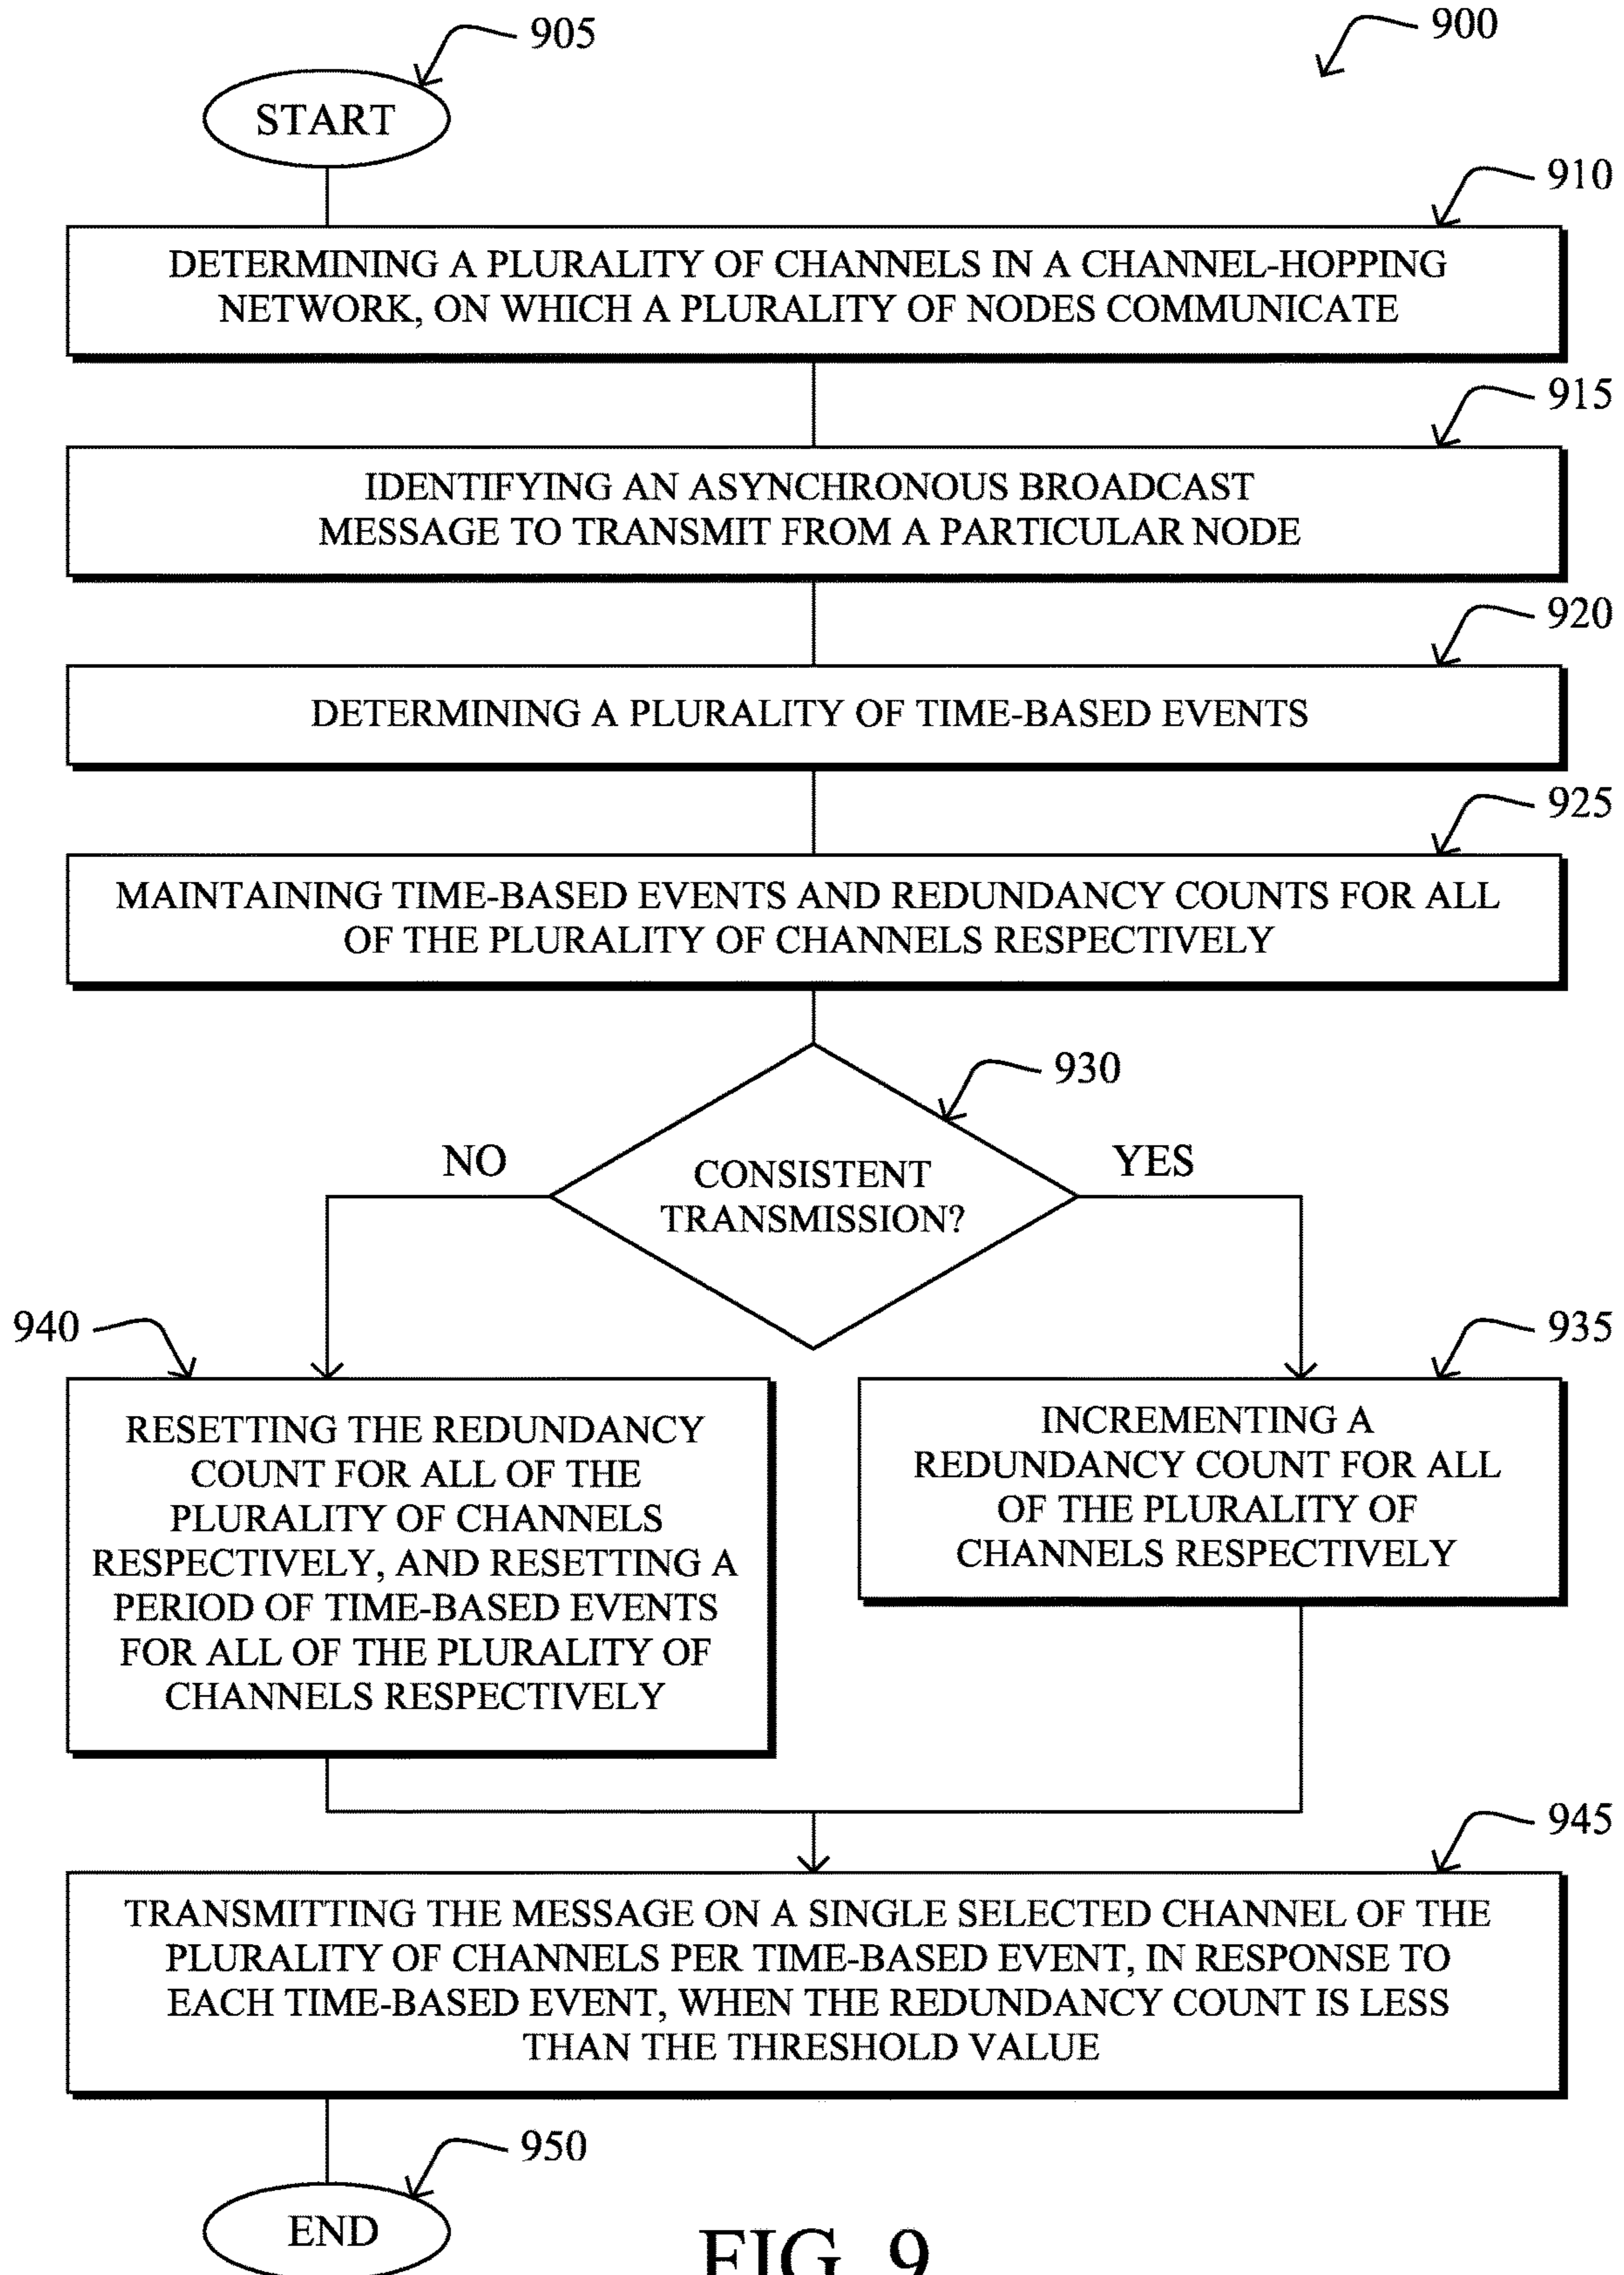 905
900
START
910
DETERMINING A PLURALITY OF CHANNELS IN A CHANNEL-HOPPING
NETWORK, ON WHICH A PLURALITY OF NODES COMMUNICATE
915
IDENTIFYING AN ASYNCHRONOUS BROADCAST
MESSAGE TO TRANSMIT FROM A PARTICULAR NODE
920
DETERMINING A PLURALITY OF TIME-BASED EVENTS
925
MAINTAINING TIME-BASED EVENTS AND REDUNDANCY COUNTS FOR ALL
OF THE PLURALITY OF CHANNELS RESPECTIVELY
930
NO
YES
CONSISTENT
TRANSMISSION?
940
RESETTING THE REDUNDANCY
COUNT FOR ALL OF THE
PLURALITY OF CHANNELS
RESPECTIVELY, AND RESETTING A
PERIOD OF TIME-BASED EVENTS
FOR ALL OF THE PLURALITY OF
CHANNELS RESPECTIVELY
935
INCREMENTING A
REDUNDANCY COUNT FOR ALL
OF THE PLURALITY OF
CHANNELS RESPECTIVELY
945
TRANSMITTING THE MESSAGE ON A SINGLE SELECTED CHANNEL OF THE
PLURALITY OF CHANNELS PER TIME-BASED EVENT, IN RESPONSE TO
EACH TIME-BASED EVENT, WHEN THE REDUNDANCY COUNT IS LESS
THAN THE THRESHOLD VALUE
950
END
FIG. 9